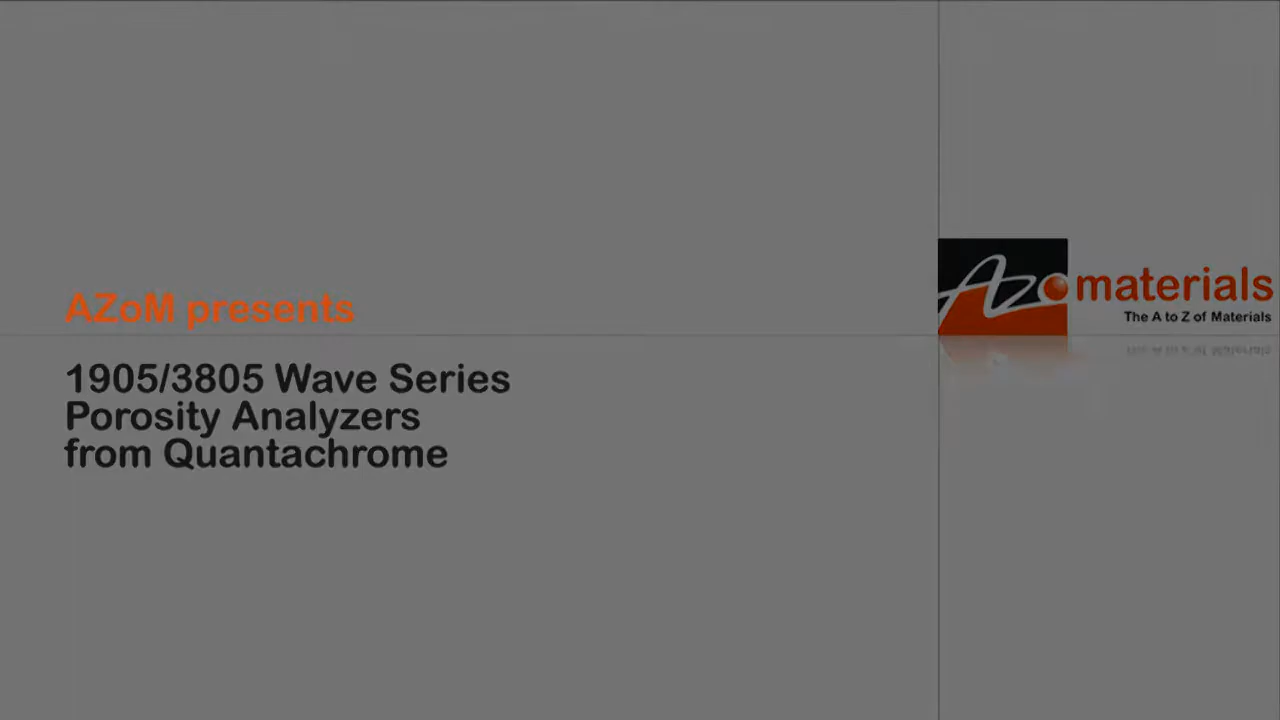 AZoM presents
1905/3805 Wave Series
Porosity Analyzers
from Quantachrome
AZomaterials
The A to Z of Materials